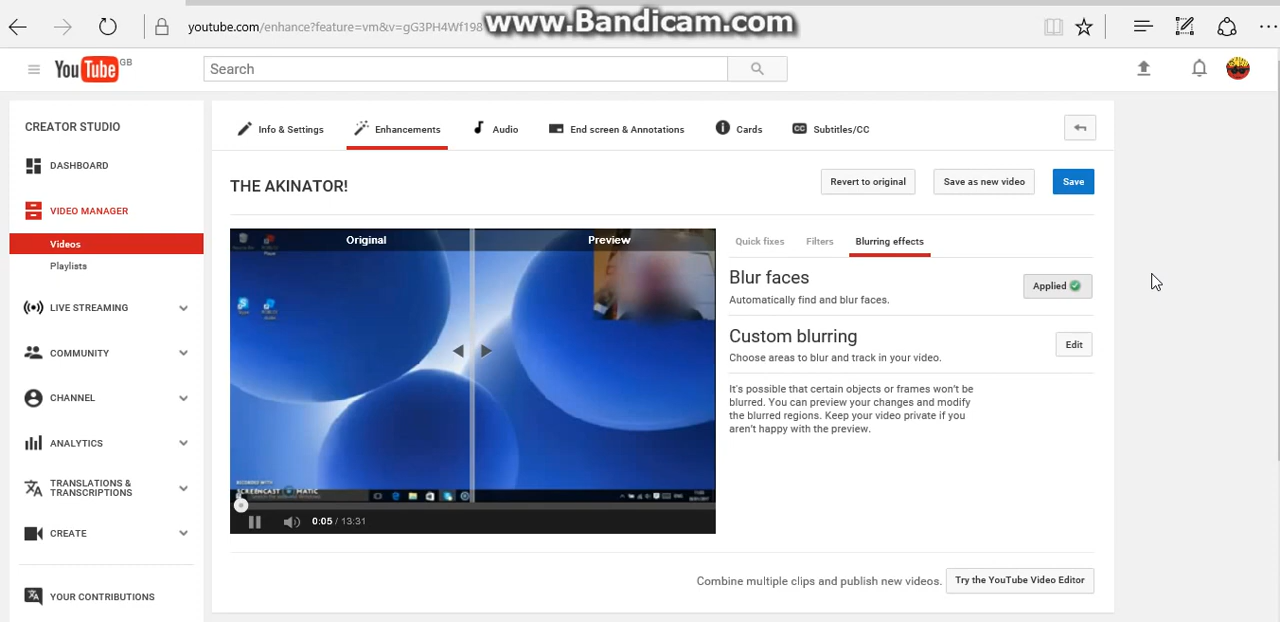 youtube.com/enhance?feature=vm&v=gG3PH4Wf198
www.Bandicam.com
YouTube GB
Search
CREATOR STUDIO
DASHBOARD
VIDEO MANAGER
Videos
Playlists
LIVE STREAMING
COMMUNITY
CHANNEL
ANALYTICS
TRANSLATIONS &
TRANSCRIPTIONS
CREATE
YOUR CONTRIBUTIONS
Info & Settings
Enhancements
Audio
End screen & Annotations
Cards
CC Subtitles/CC
THE AKINATOR!
Revert to original
Save as new video
Save
Original
Preview
SCREENCAST MATIC
0:05 / 13:31
Quick fixes
Filters
Blurring effects
Blur faces
Automatically find and blur faces.
Applied
Custom blurring
Choose areas to blur and track in your video.
Edit
It's possible that certain objects or frames won't be
blurred. You can preview your changes and modify
the blurred regions. Keep your video private if you
aren't happy with the preview.
Combine multiple clips and publish new videos.
Try the YouTube Video Editor